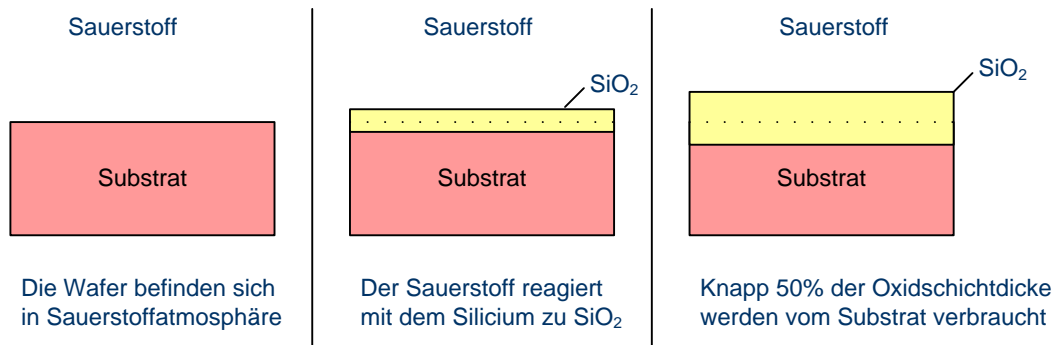 Sauerstoff
Substrat
Die Wafer befinden sich
in Sauerstoffatmosphäre
Sauerstoff
SiO₂
Substrat
Der Sauerstoff reagiert
mit dem Silicium zu SiO₂
Sauerstoff
SiO₂
Substrat
Knapp 50% der Oxidschichtdicke
werden vom Substrat verbraucht